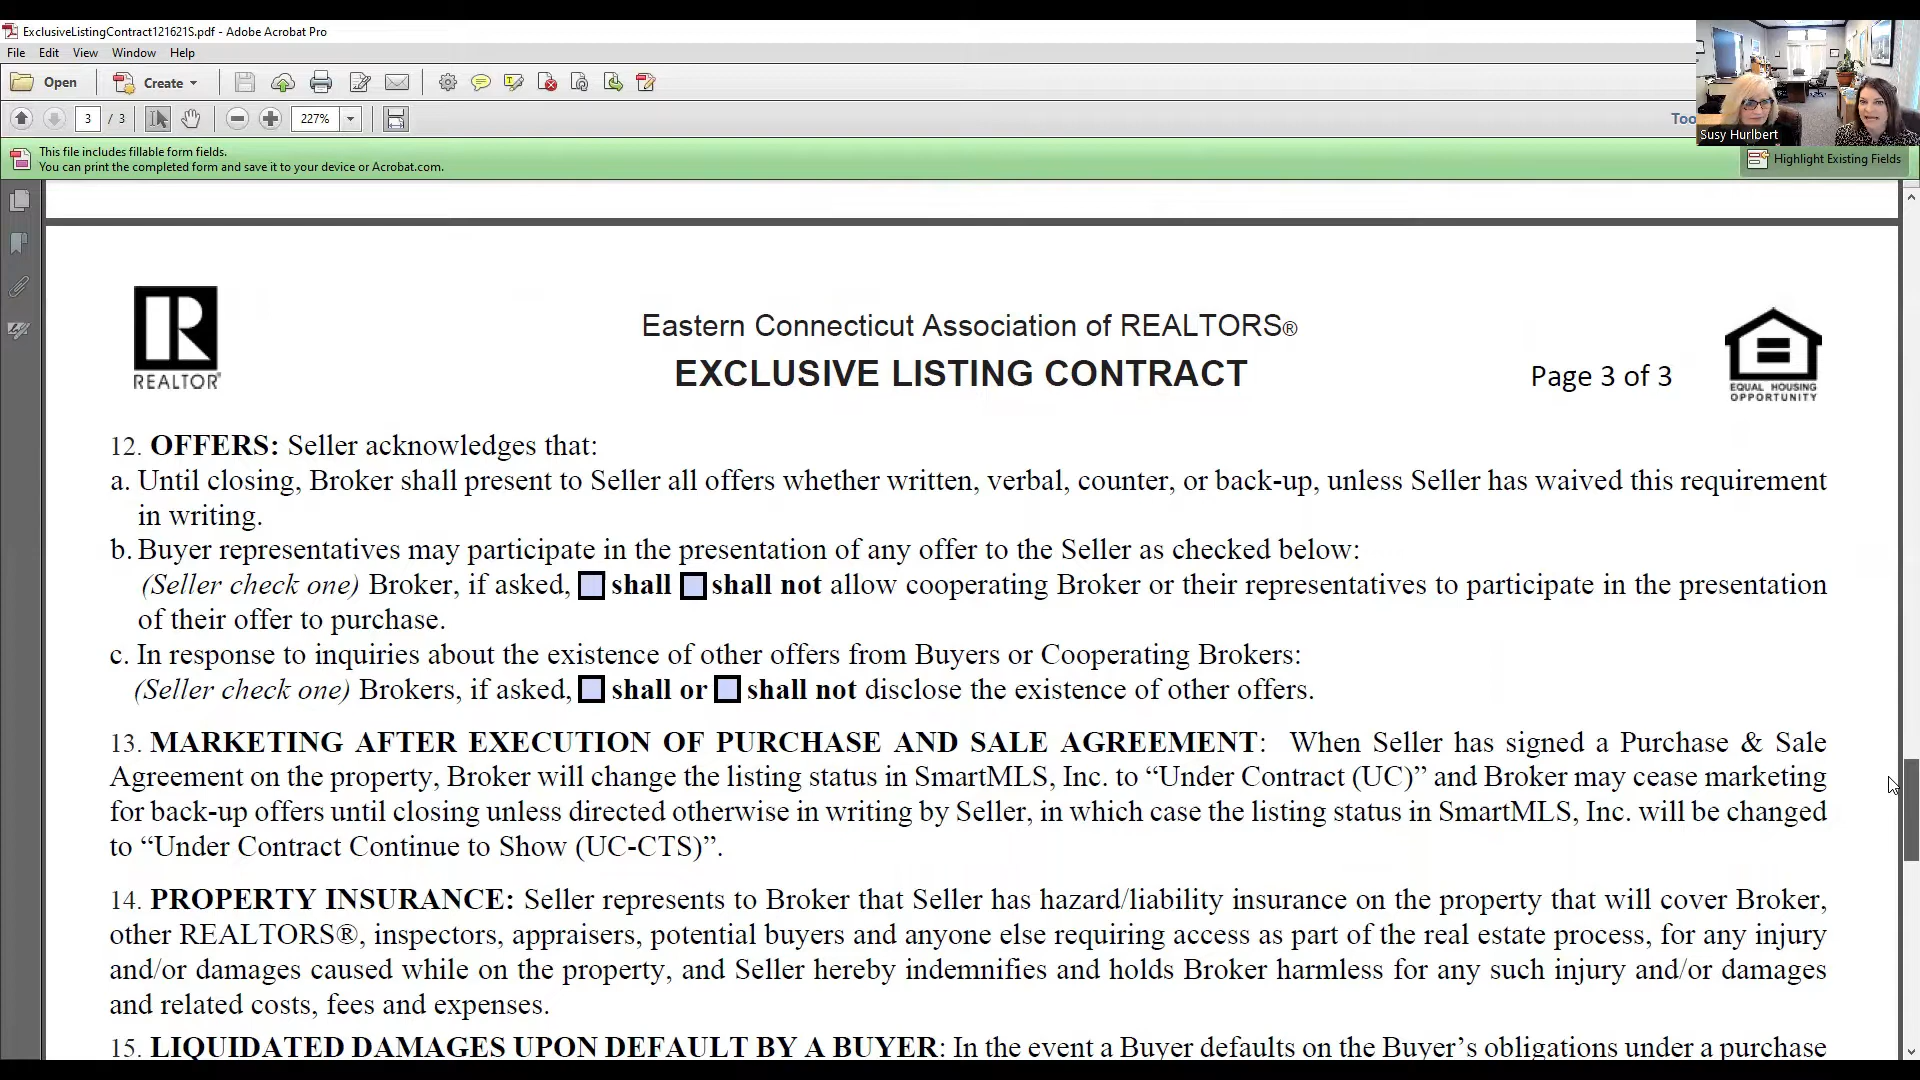 ExclusiveListingContract121621S.pdf - Adobe Acrobat Pro
File Edit View Window Help
Open Create
3 / 3 227% Too
Susy Hurlbert
This file includes fillable form fields.
You can print the completed form and save it to your device or Acrobat.com.
Highlight Existing Fields
REALTOR®
Eastern Connecticut Association of REALTORS®
EXCLUSIVE LISTING CONTRACT
Page 3 of 3
EQUAL HOUSING
OPPORTUNITY
12. OFFERS: Seller acknowledges that:
a. Until closing, Broker shall present to Seller all offers whether written, verbal, counter, or back-up, unless Seller has waived this requirement
in writing.
b. Buyer representatives may participate in the presentation of any offer to the Seller as checked below:
(Seller check one) Broker, if asked, shall shall not allow cooperating Broker or their representatives to participate in the presentation
of their offer to purchase.
c. In response to inquiries about the existence of other offers from Buyers or Cooperating Brokers:
(Seller check one) Brokers, if asked, shall or shall not disclose the existence of other offers.
13. MARKETING AFTER EXECUTION OF PURCHASE AND SALE AGREEMENT: When Seller has signed a Purchase & Sale
Agreement on the property, Broker will change the listing status in SmartMLS, Inc. to “Under Contract (UC)” and Broker may cease marketing
for back-up offers until closing unless directed otherwise in writing by Seller, in which case the listing status in SmartMLS, Inc. will be changed
to “Under Contract Continue to Show (UC-CTS)”.
14. PROPERTY INSURANCE: Seller represents to Broker that Seller has hazard/liability insurance on the property that will cover Broker,
other REALTORS®, inspectors, appraisers, potential buyers and anyone else requiring access as part of the real estate process, for any injury
and/or damages caused while on the property, and Seller hereby indemnifies and holds Broker harmless for any such injury and/or damages
and related costs, fees and expenses.
15. LIQUIDATED DAMAGES UPON DEFAULT BY A BUYER: In the event a Buyer defaults on the Buyer’s obligations under a purchase